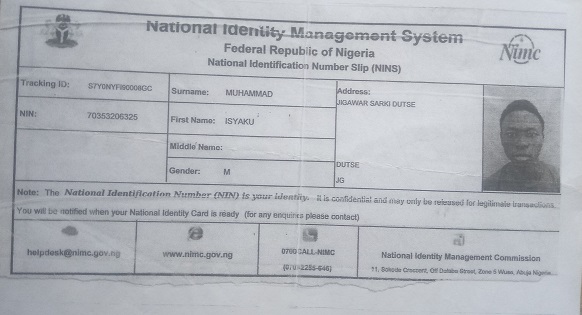 National Identity Management System
Federal Republic of Nigeria
National Identification Number Slip (NINS)
Nimc
Tracking ID: S7Y0NYFI90006GC
Surname: MUHAMMAD
Address:
JIGAWAR SARKI DUTSE
NIN: 70353206325
First Name: ISYAKU
Middle Name:
DUTSE
Gender: M
JG
Note: The National Identification Number (NIN) is your identity. It is confidential and may only be released for legitimate transactions.
You will be notified when your National Identity Card is ready (for any enquiries please contact)
helpdesk@nimc.gov.ng
www.nimc.gov.ng
0700-CALL-NIMC
National Identity Management Commission
11, Sokode Crescent, Off Dalaba Street, Zone 5 Wuse, Abuja Nigeria